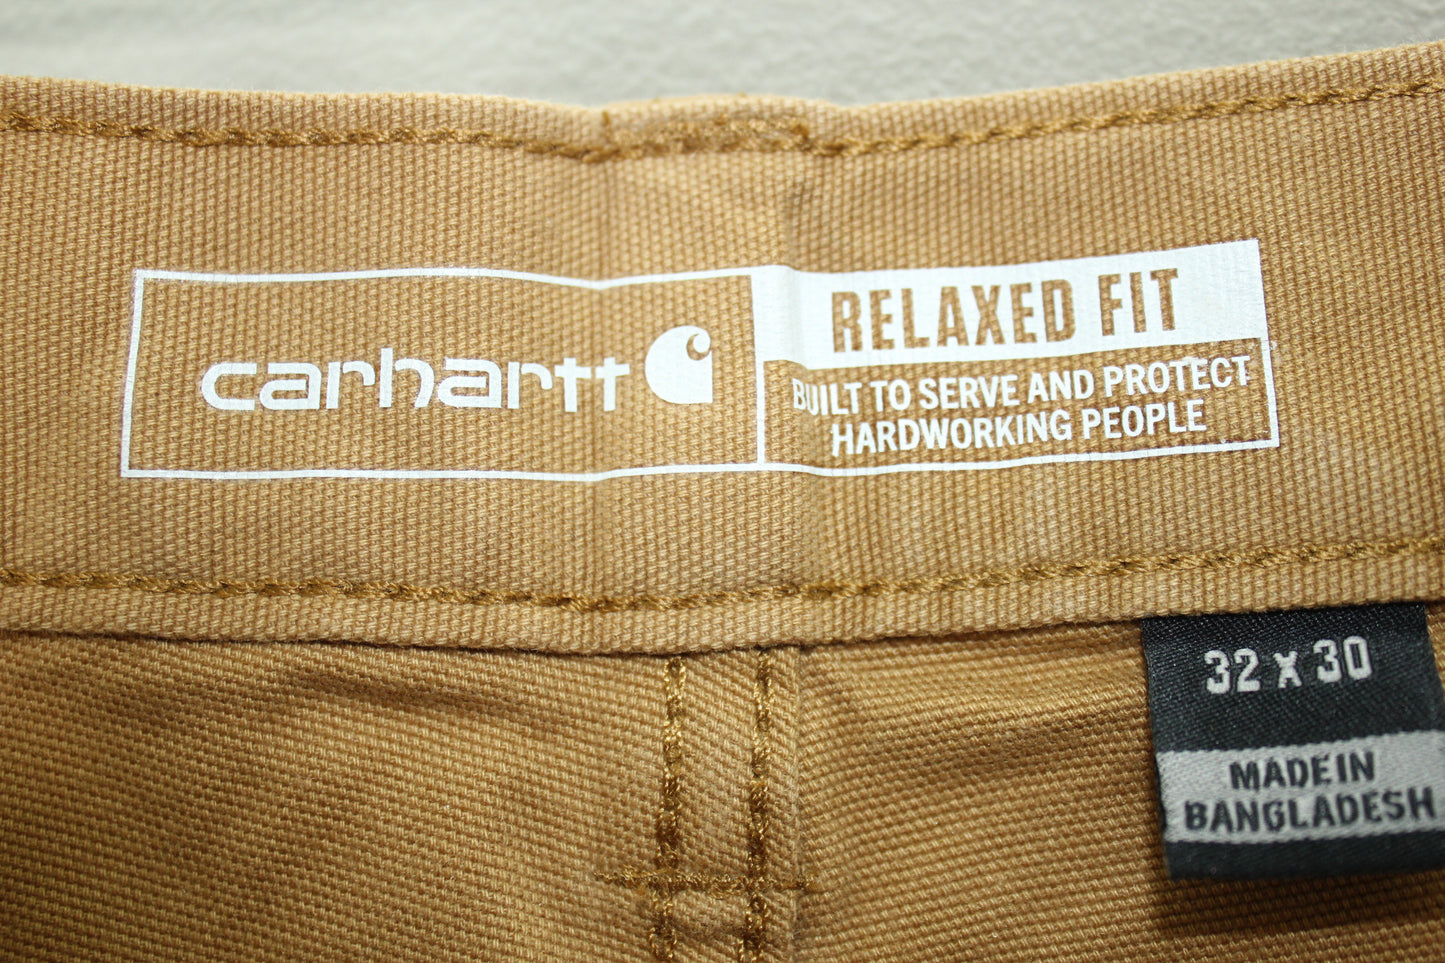 carhartt
RELAXED FIT
BUILT TO SERVE AND PROTECT
HARDWORKING PEOPLE
32 x 30
MADE IN
BANGLADESH